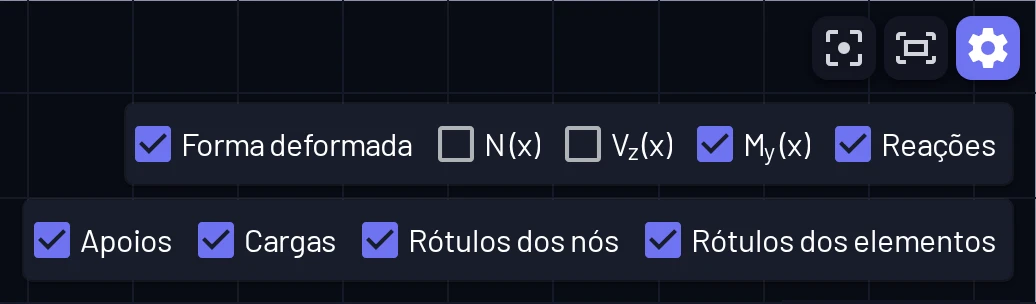 Forma deformada N(x) Vz(x) My(x) Reações
Apoios Cargas Rótulos dos nós Rótulos dos elementos